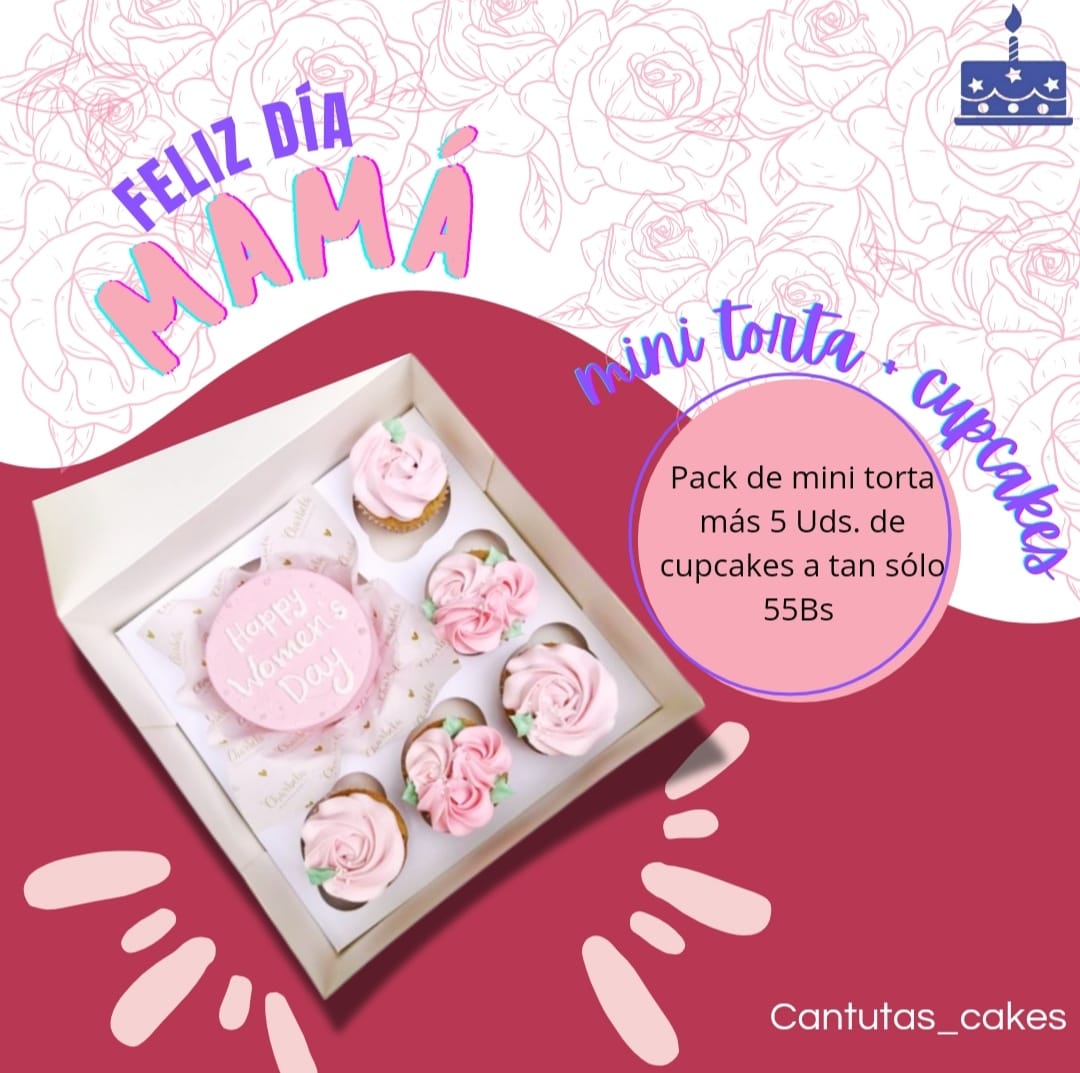 FELIZ DÍA
MAMÁ
mini torta + cupcakes
Pack de mini torta
más 5 Uds. de
cupcakes a tan sólo
55Bs
Happy
Women's
Day
Cantutas_cakes